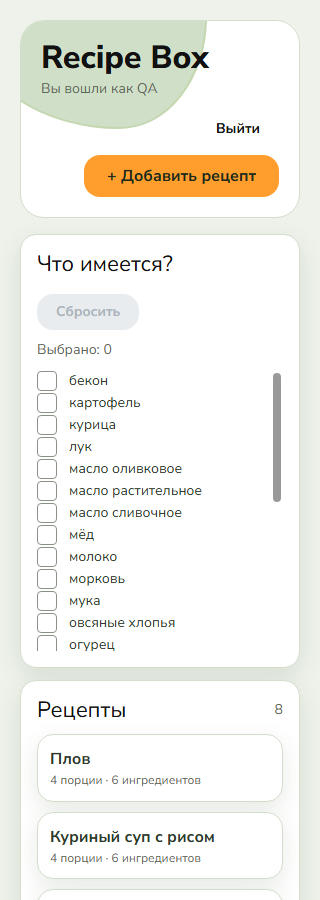 Recipe Box
Вы вошли как QA
Выйти
+ Добавить рецепт
Что имеется?
Сбросить
Выбрано: 0
бекон
картофель
курица
лук
масло оливковое
масло растительное
масло сливочное
мёд
молоко
морковь
мука
овсяные хлопья
огурец
Рецепты
8
Плов
4 порции · 6 ингредиентов
Куриный суп с рисом
4 порции · 6 ингредиентов